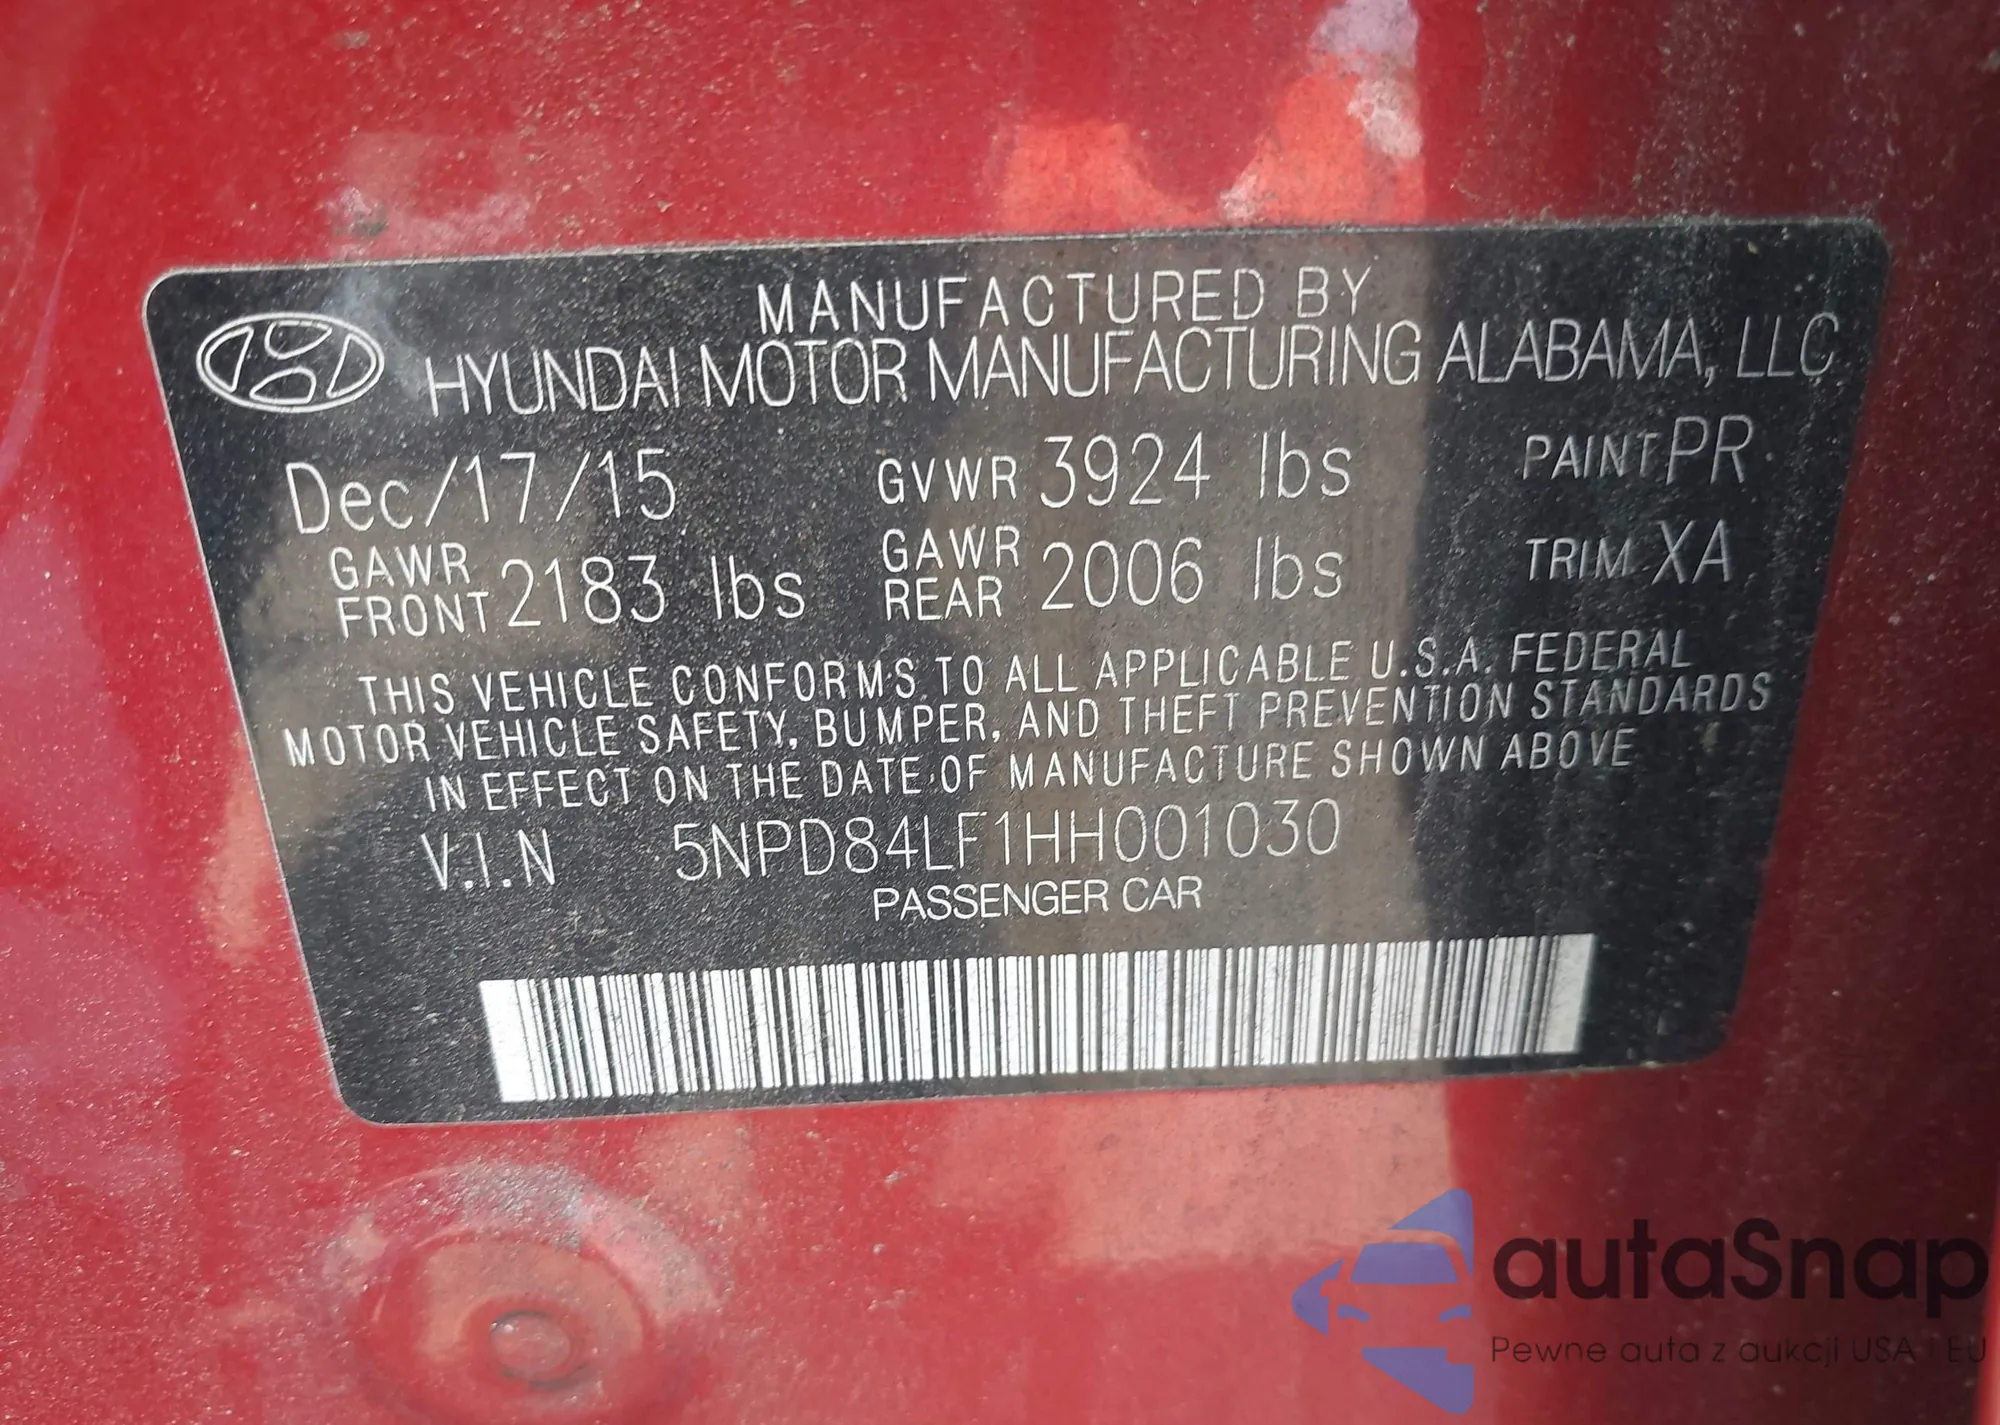 MANUFACTURED BY
HYUNDAI MOTOR MANUFACTURING ALABAMA, LLC
Dec/17/15 GVWR 3924 lbs PAINT PR
GAWR FRONT 2183 lbs GAWR REAR 2006 lbs TRIM XA
THIS VEHICLE CONFORMS TO ALL APPLICABLE U.S.A. FEDERAL
MOTOR VEHICLE SAFETY, BUMPER, AND THEFT PREVENTION STANDARDS
IN EFFECT ON THE DATE OF MANUFACTURE SHOWN ABOVE
V.I.N 5NPD84LF1HH001030
PASSENGER CAR
autaSnap
Pewne auta z aukcji USA i EU